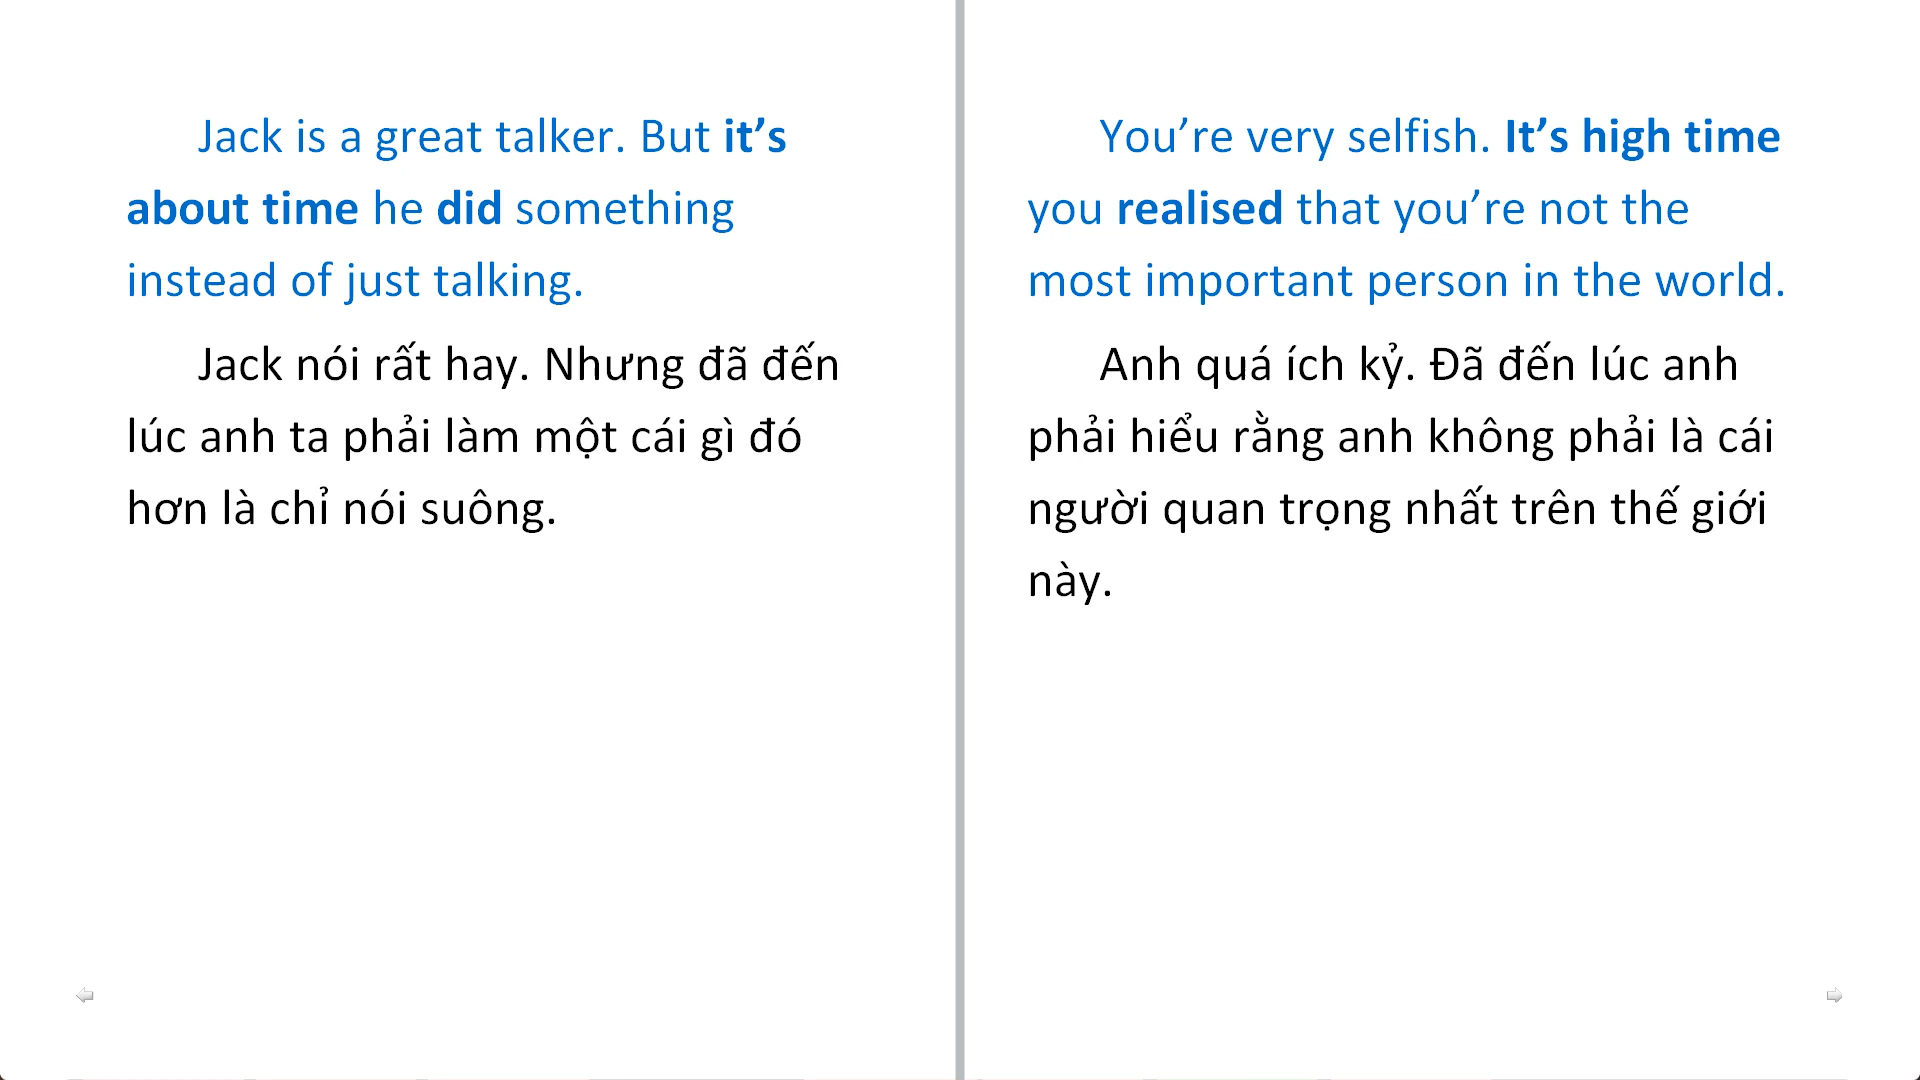 Jack is a great talker. But it’s
about time he did something
instead of just talking.
Jack nói rất hay. Nhưng đã đến
lúc anh ta phải làm một cái gì đó
hơn là chỉ nói suông.
You’re very selfish. It’s high time
you realised that you’re not the
most important person in the world.
Anh quá ích kỷ. Đã đến lúc anh
phải hiểu rằng anh không phải là cái
người quan trọng nhất trên thế giới
này.